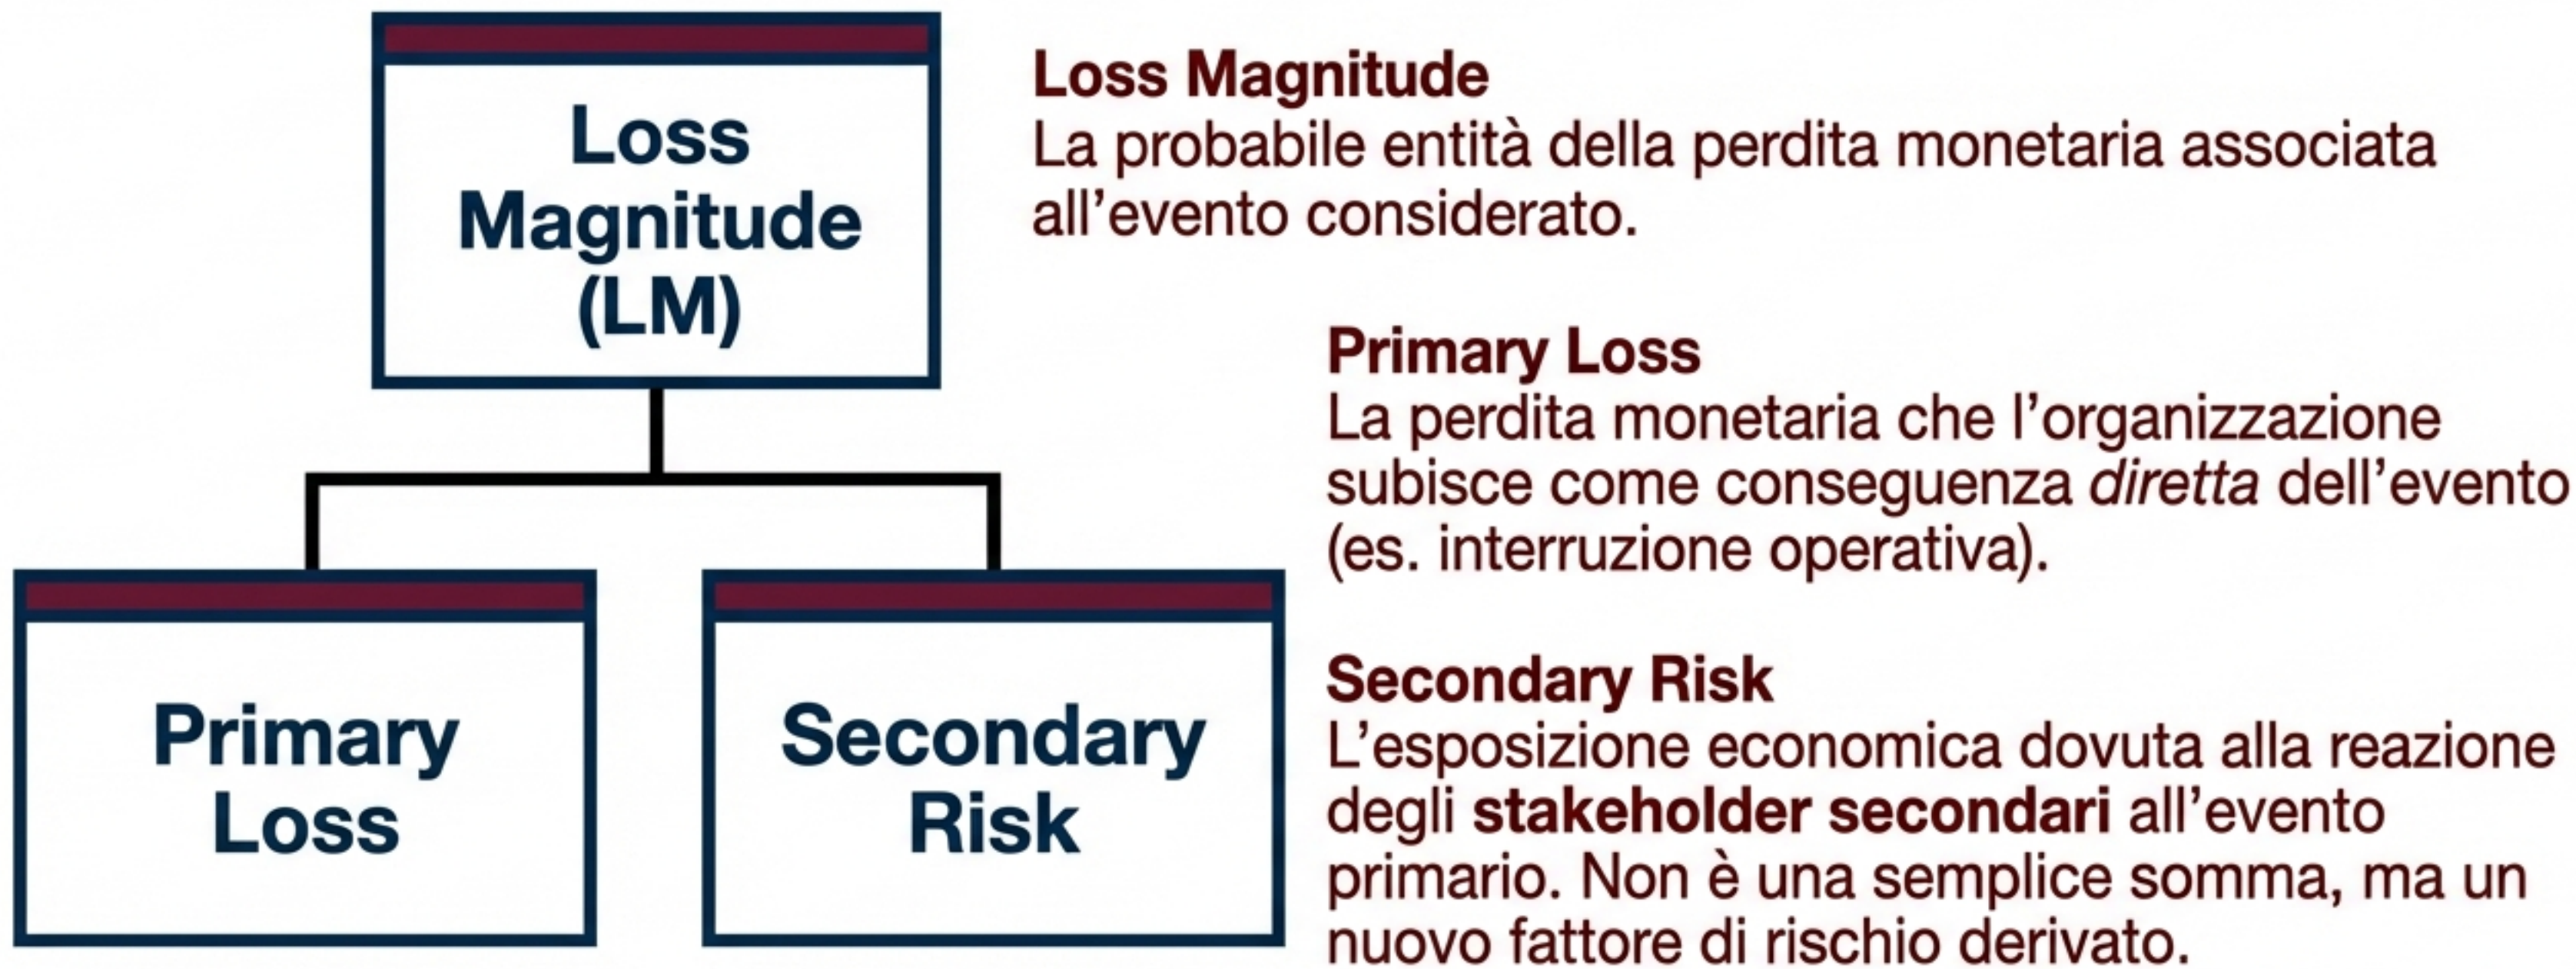 Loss
Magnitude
(LM)
Loss Magnitude
La probabile entità della perdita monetaria associata
all’evento considerato.
Primary Loss
La perdita monetaria che l’organizzazione
subisce come conseguenza diretta dell’evento
(es. interruzione operativa).
Primary
Loss
Secondary
Risk
Secondary Risk
L’esposizione economica dovuta alla reazione
degli stakeholder secondari all’evento
primario. Non è una semplice somma, ma un
nuovo fattore di rischio derivato.